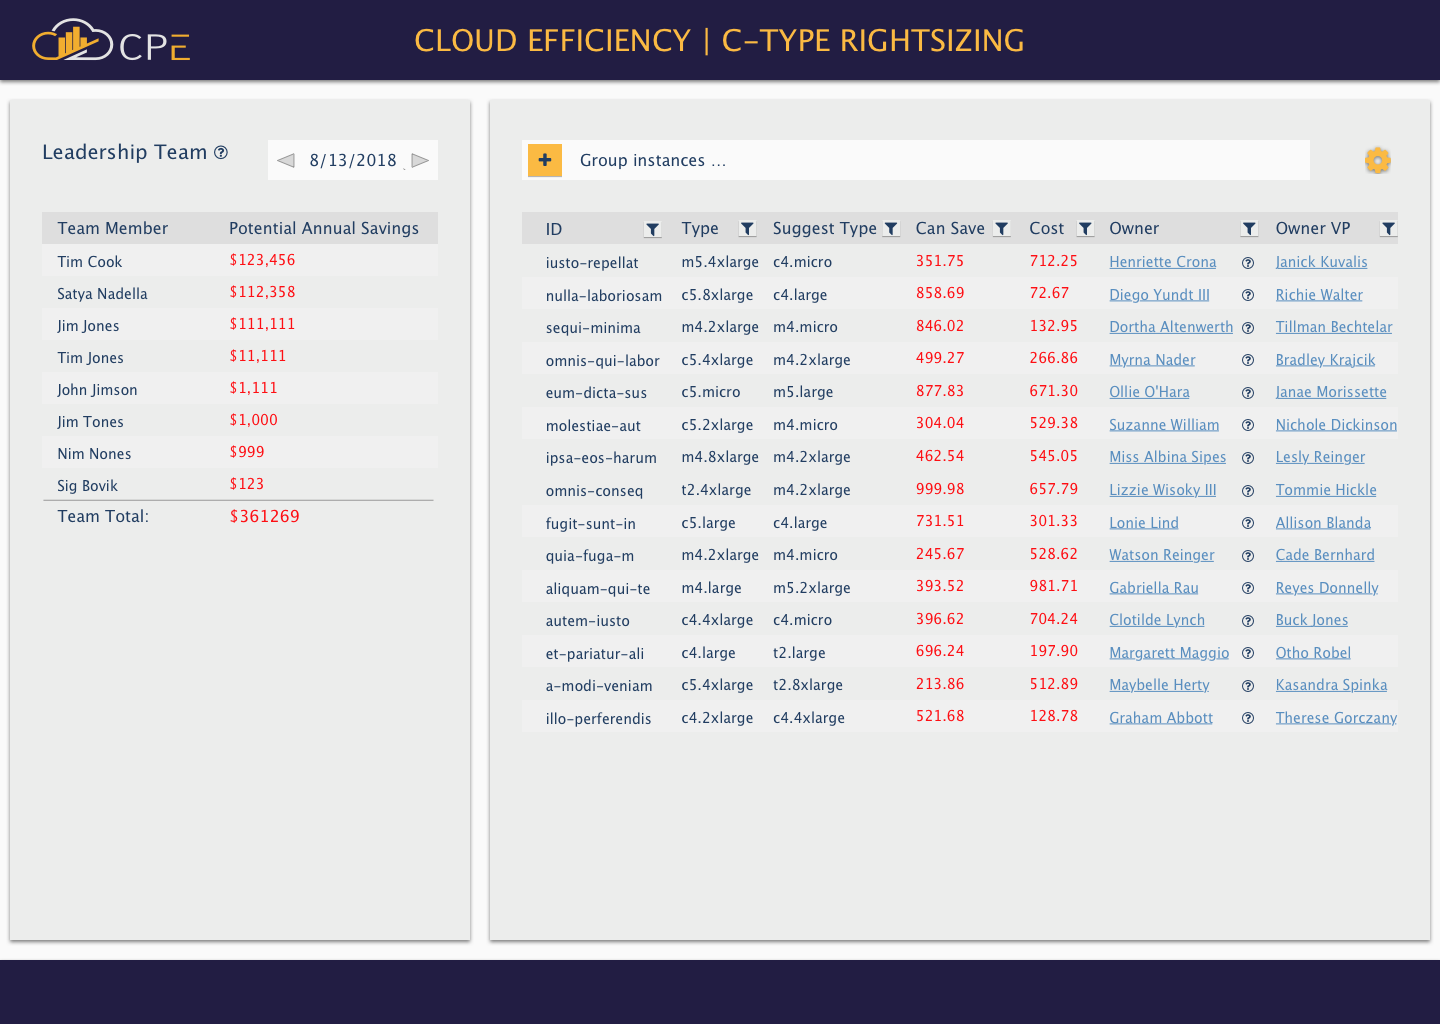 CPE
CLOUD EFFICIENCY | C-TYPE RIGHTSIZING
Leadership Team
8/13/2018
Team Member Potential Annual Savings
Tim Cook $123,456
Satya Nadella $112,358
Jim Jones $111,111
Tim Jones $11,111
John Jimson $1,111
Jim Tones $1,000
Nim Nones $999
Sig Bovik $123
Team Total: $361269
Group instances ...
ID Type Suggest Type Can Save Cost Owner Owner VP
iusto-repellat m5.4xlarge c4.micro 351.75 712.25 Henriette Crona Janick Kuvalis
nulla-laboriosam c5.8xlarge c4.large 858.69 72.67 Diego Yundt III Richie Walter
sequi-minima m4.2xlarge m4.micro 846.02 132.95 Dortha Altenwerth Tillman Bechtelar
omnis-qui-labor c5.4xlarge m4.2xlarge 499.27 266.86 Myrna Nader Bradley Krajcik
eum-dicta-sus c5.micro m5.large 877.83 671.30 Ollie O'Hara Janae Morissette
molestiae-aut c5.2xlarge m4.micro 304.04 529.38 Suzanne William Nichole Dickinson
ipsa-eos-harum m4.8xlarge m4.2xlarge 462.54 545.05 Miss Albina Sipes Lesly Reinger
omnis-conseq t2.4xlarge m4.2xlarge 999.98 657.79 Lizzie Wisoky III Tommie Hickle
fugit-sunt-in c5.large c4.large 731.51 301.33 Lonie Lind Allison Blanda
quia-fuga-m m4.2xlarge m4.micro 245.67 528.62 Watson Reinger Cade Bernhard
aliquam-qui-te m4.large m5.2xlarge 393.52 981.71 Gabriella Rau Reyes Donnelly
autem-iusto c4.4xlarge c4.micro 396.62 704.24 Clotilde Lynch Buck Jones
et-pariatur-ali c4.large t2.large 696.24 197.90 Margarett Maggio Otho Robel
a-modi-veniam c5.4xlarge t2.8xlarge 213.86 512.89 Maybelle Herty Kasandra Spinka
illo-perferendis c4.2xlarge c4.4xlarge 521.68 128.78 Graham Abbott Therese Gorczany